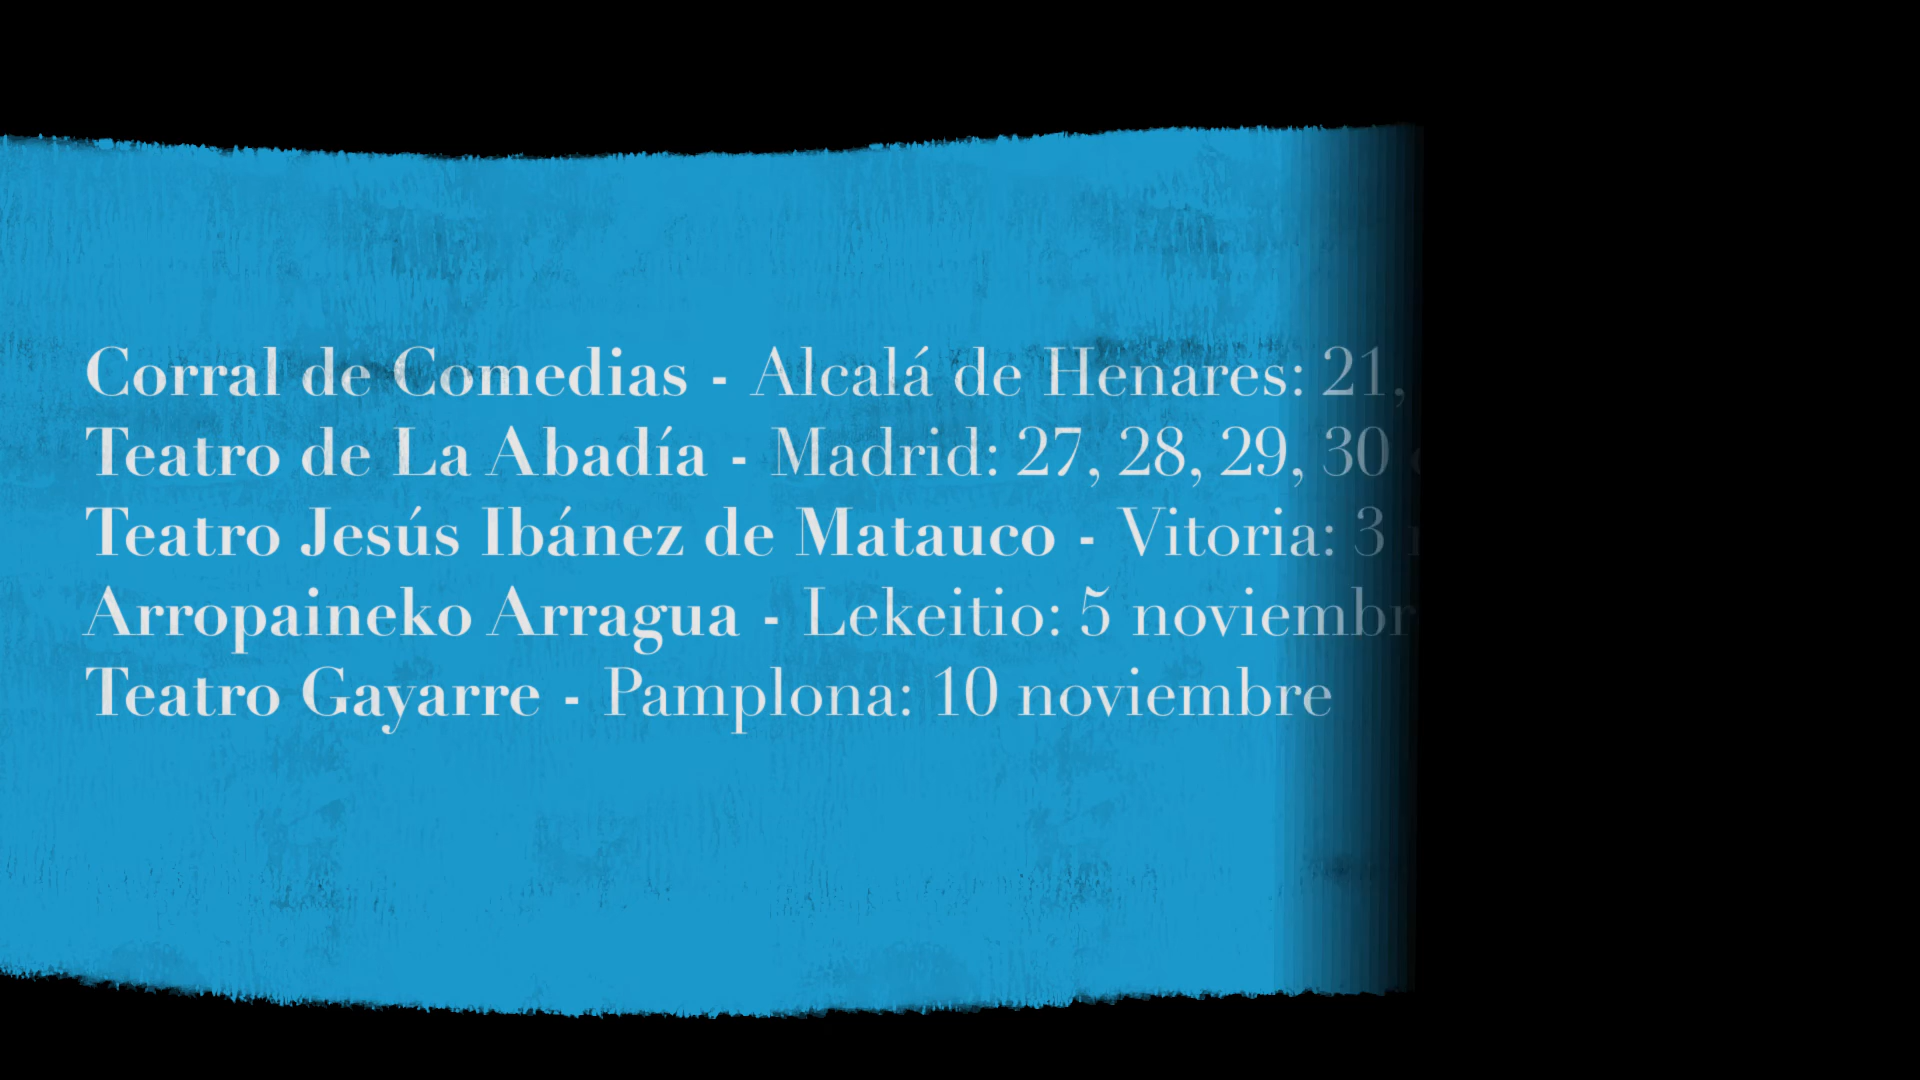 Corral de Comedias - Alcalá de Henares: 21,
Teatro de La Abadía - Madrid: 27, 28, 29, 30
Teatro Jesús Ibánez de Matauco - Vitoria: 3
Arropaineko Arragua - Lekeitio: 5 noviembr
Teatro Gayarre - Pamplona: 10 noviembre